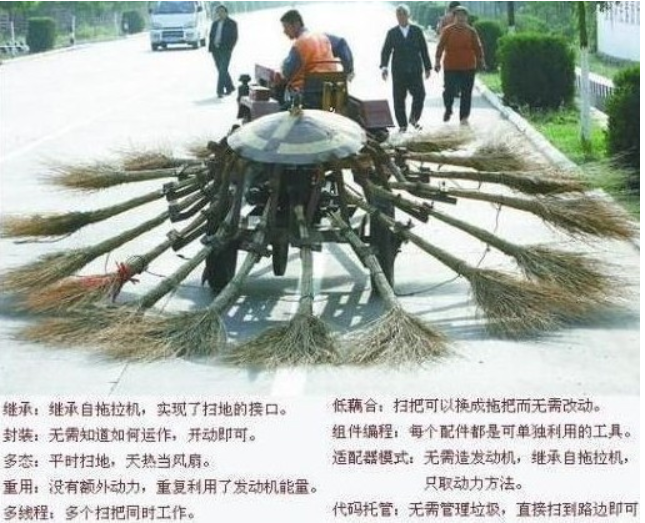 继承：继承自拖拉机，实现了扫地的接口。
封装：无需知道如何运作，开动即可。
多态：平时扫地，天热当风扇。
重用：没有额外动力，重复利用了发动机能量。
多线程：多个扫把同时工作。
低藕合：扫把可以换成拖把而无需改动。
组件编程：每个配件都是可单独利用的工具。
适配器模式：无需造发动机，继承自拖拉机，
只取动力方法。
代码托管：无需管理垃圾，直接扫到路边即可